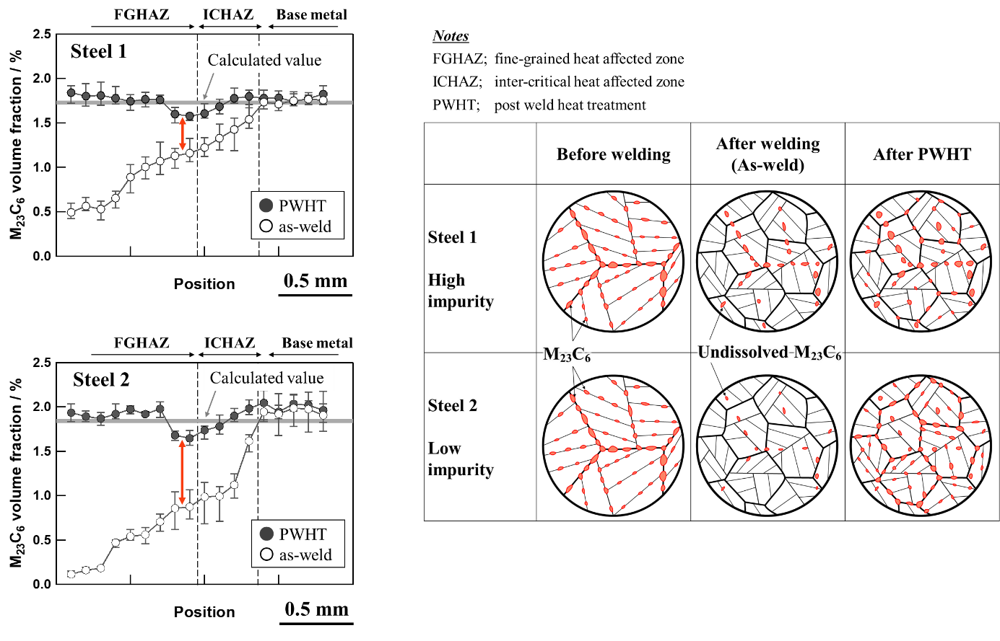 FGHAZ ICHAZ Base metal
2.5
Steel 1
Calculated value
2.0
1.5
1.0
0.5
0.0
M23C6 volume fraction / %
PWHT
as-weld
Position
0.5 mm
FGHAZ ICHAZ Base metal
2.5
Steel 2
Calculated value
2.0
1.5
1.0
0.5
0.0
M23C6 volume fraction / %
PWHT
as-weld
Position
0.5 mm
Notes
FGHAZ; fine-grained heat affected zone
ICHAZ; inter-critical heat affected zone
PWHT; post weld heat treatment
Before welding
After welding
(As-weld)
After PWHT
Steel 1
High
impurity
M23C6
Undissolved M23C6
Steel 2
Low
impurity